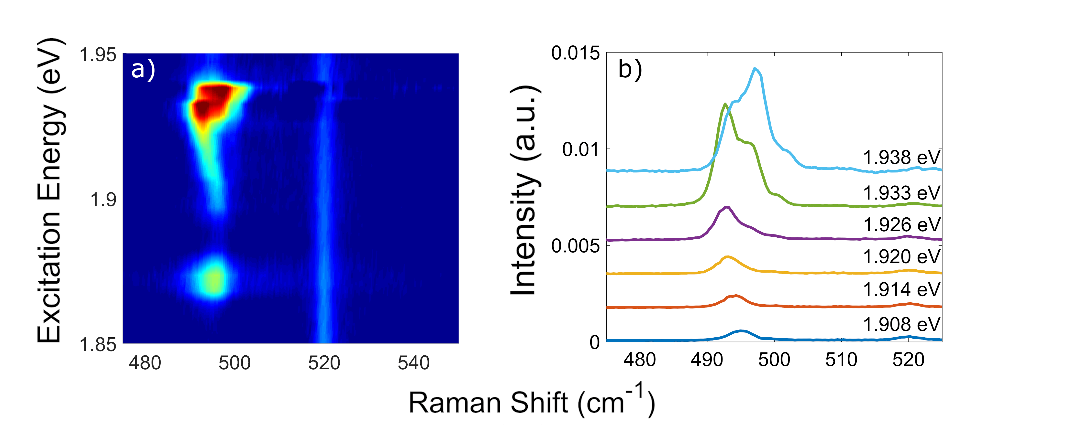 a)
Excitation Energy (eV)
1.95
1.9
1.85
480
500
520
540
b)
Intensity (a.u.)
0.015
0.01
0.005
0
1.938 eV
1.933 eV
1.926 eV
1.920 eV
1.914 eV
1.908 eV
480
490
500
510
520
Raman Shift (cm⁻¹)